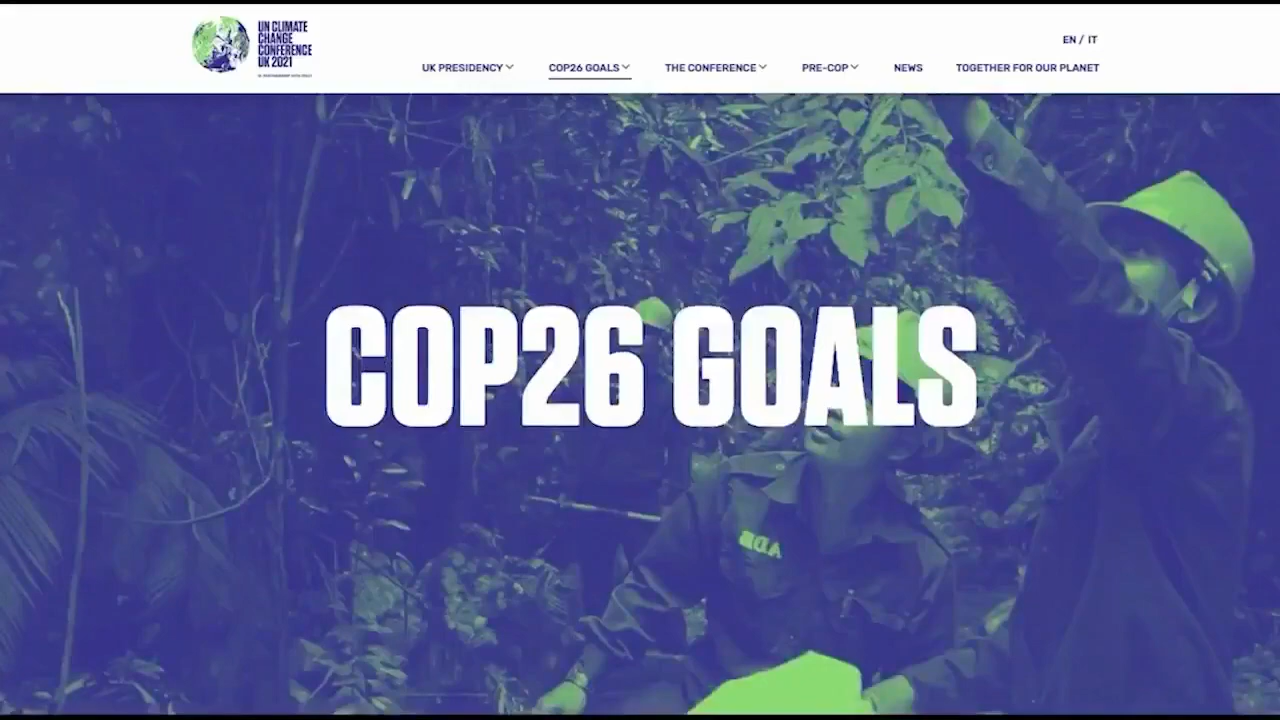 UN CLIMATE
CHANGE
CONFERENCE
UK 2021
EN / IT
UK PRESIDENCY COP26 GOALS THE CONFERENCE PRE-COP NEWS TOGETHER FOR OUR PLANET
COP26 GOALS